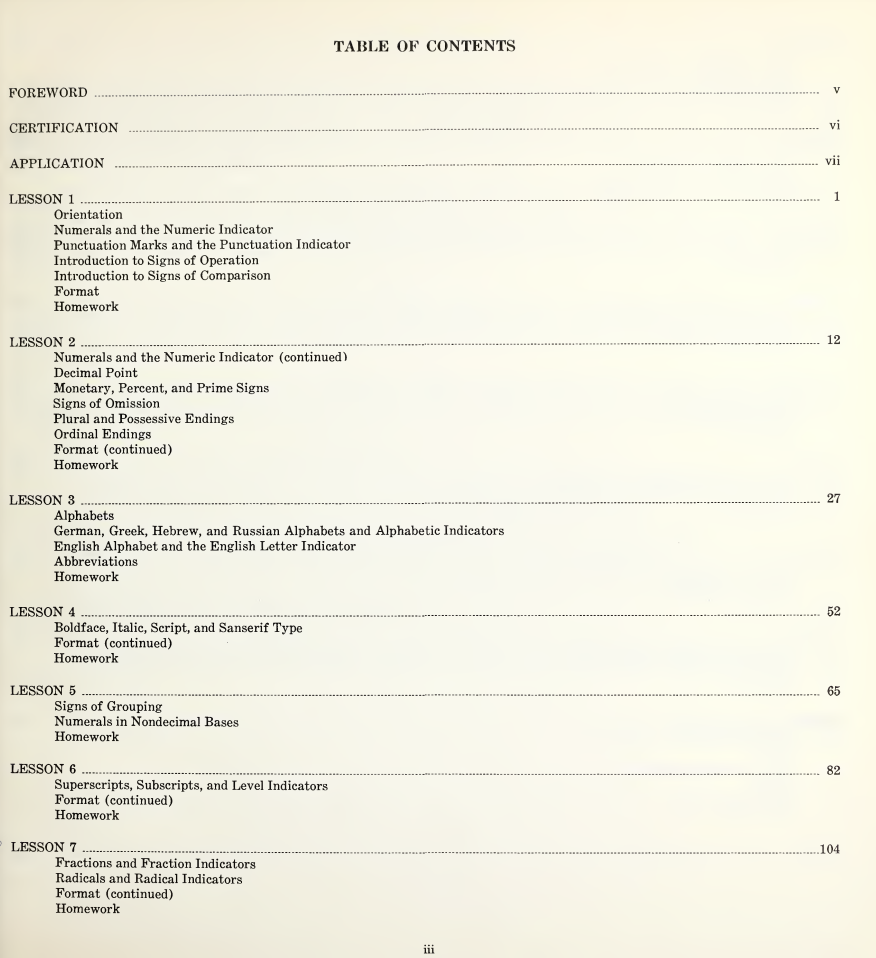 TABLE OF CONTENTS
FOREWORD v
CERTIFICATION vi
APPLICATION vii
LESSON 1 1
Orientation
Numerals and the Numeric Indicator
Punctuation Marks and the Punctuation Indicator
Introduction to Signs of Operation
Introduction to Signs of Comparison
Format
Homework
LESSON 2 12
Numerals and the Numeric Indicator (continued)
Decimal Point
Monetary, Percent, and Prime Signs
Signs of Omission
Plural and Possessive Endings
Ordinal Endings
Format (continued)
Homework
LESSON 3 27
Alphabets
German, Greek, Hebrew, and Russian Alphabets and Alphabetic Indicators
English Alphabet and the English Letter Indicator
Abbreviations
Homework
LESSON 4 52
Boldface, Italic, Script, and Sanserif Type
Format (continued)
Homework
LESSON 5 65
Signs of Grouping
Numerals in Nondecimal Bases
Homework
LESSON 6 82
Superscripts, Subscripts, and Level Indicators
Format (continued)
Homework
LESSON 7 104
Fractions and Fraction Indicators
Radicals and Radical Indicators
Format (continued)
Homework
iii